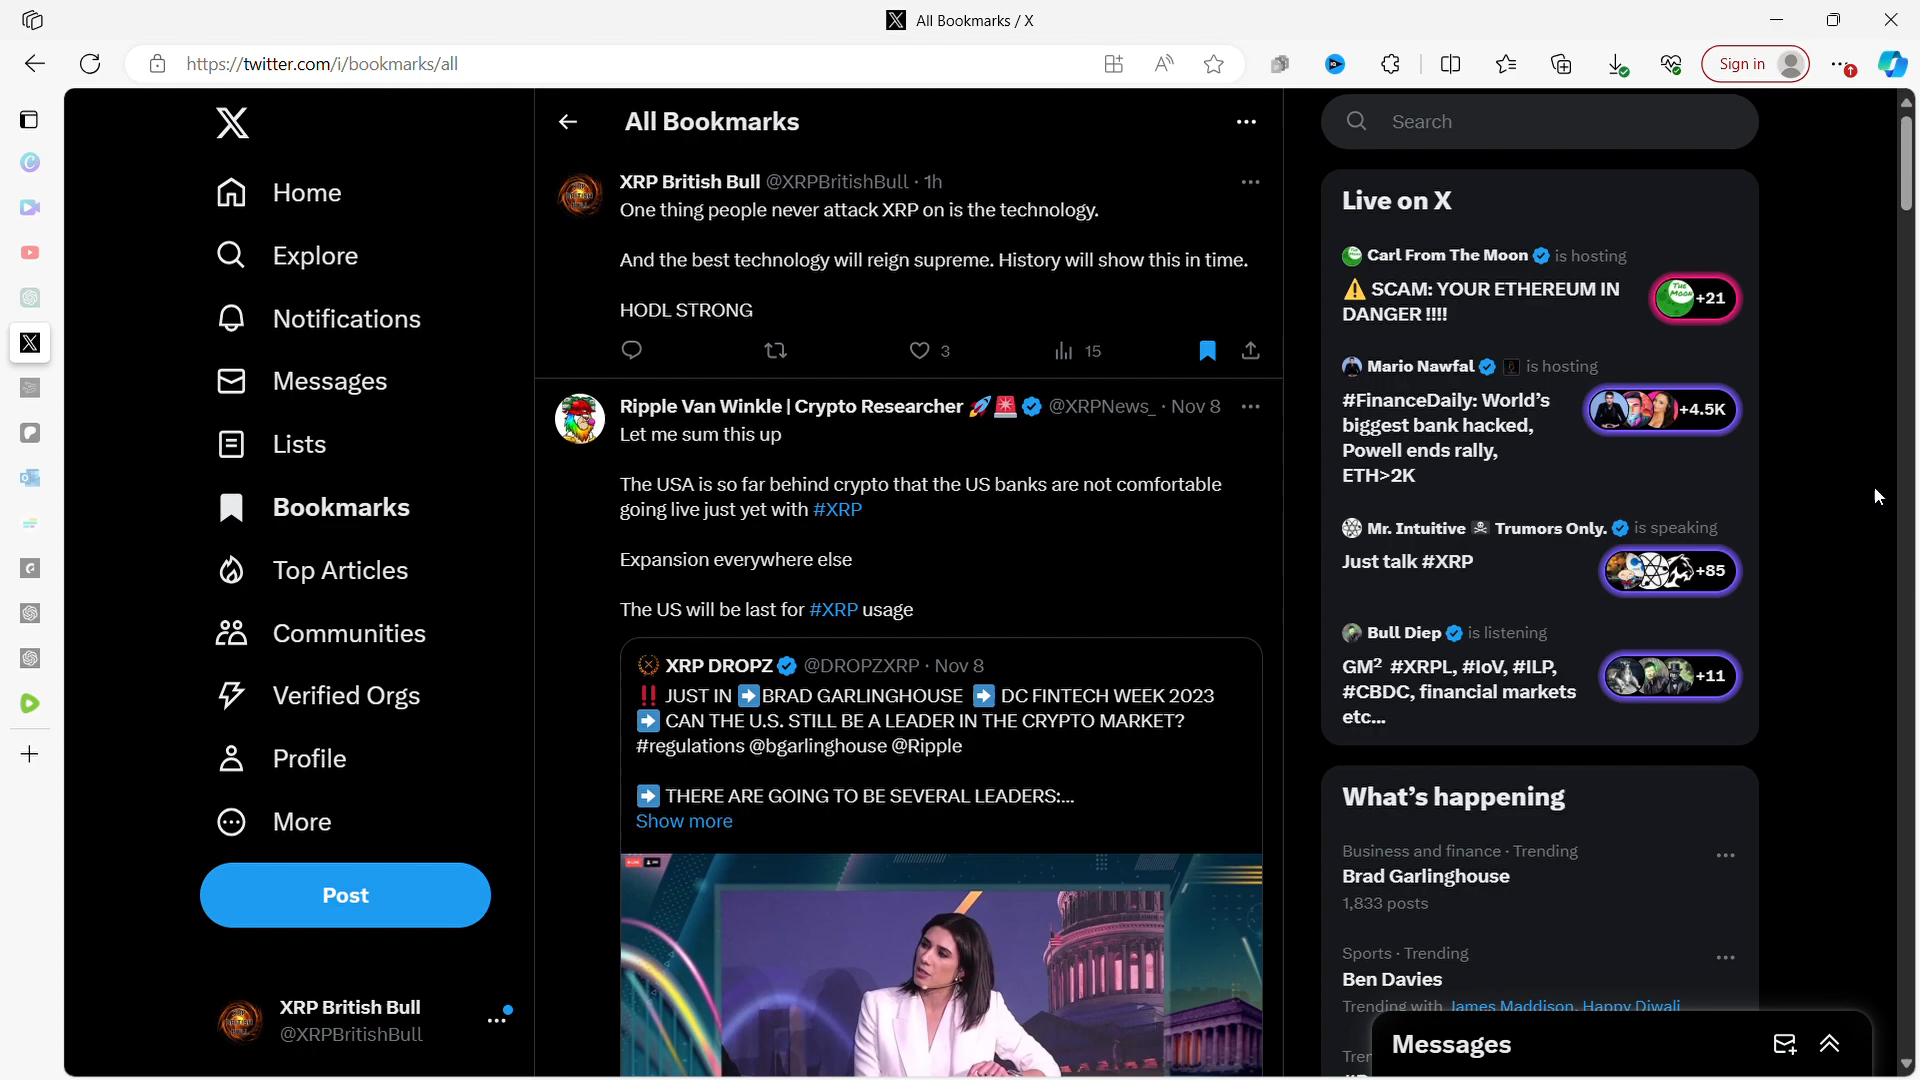 All Bookmarks / X
https://twitter.com/i/bookmarks/all
Sign in
Home
Explore
Notifications
Messages
Lists
Bookmarks
Top Articles
Communities
Verified Orgs
Profile
More
Post
XRP British Bull
@XRPBritishBull
All Bookmarks
XRP British Bull @XRPBritishBull · 1h
One thing people never attack XRP on is the technology.
And the best technology will reign supreme. History will show this in time.
HODL STRONG
3
15
Ripple Van Winkle | Crypto Researcher 🚀🚨 @XRPNews_ · Nov 8
Let me sum this up
The USA is so far behind crypto that the US banks are not comfortable
going live just yet with #XRP
Expansion everywhere else
The US will be last for #XRP usage
XRP DROPZ @DROPZXRP · Nov 8
‼️ JUST IN ➡️BRAD GARLINGHOUSE ➡️ DC FINTECH WEEK 2023
➡️ CAN THE U.S. STILL BE A LEADER IN THE CRYPTO MARKET?
#regulations @bgarlinghouse @Ripple
➡️ THERE ARE GOING TO BE SEVERAL LEADERS:...
Show more
Search
Live on X
Carl From The Moon is hosting
⚠️ SCAM: YOUR ETHEREUM IN
DANGER !!!!
+21
Mario Nawfal is hosting
#FinanceDaily: World’s
biggest bank hacked,
Powell ends rally,
ETH>2K
+4.5K
Mr. Intuitive ☠ Trumors Only. is speaking
Just talk #XRP
+85
Bull Diep is listening
GM² #XRPL, #IoV, #ILP,
#CBDC, financial markets
etc...
+11
What’s happening
Business and finance · Trending
Brad Garlinghouse
1,833 posts
Sports · Trending
Ben Davies
Trending with James Maddison, Happy Diwali
Messages